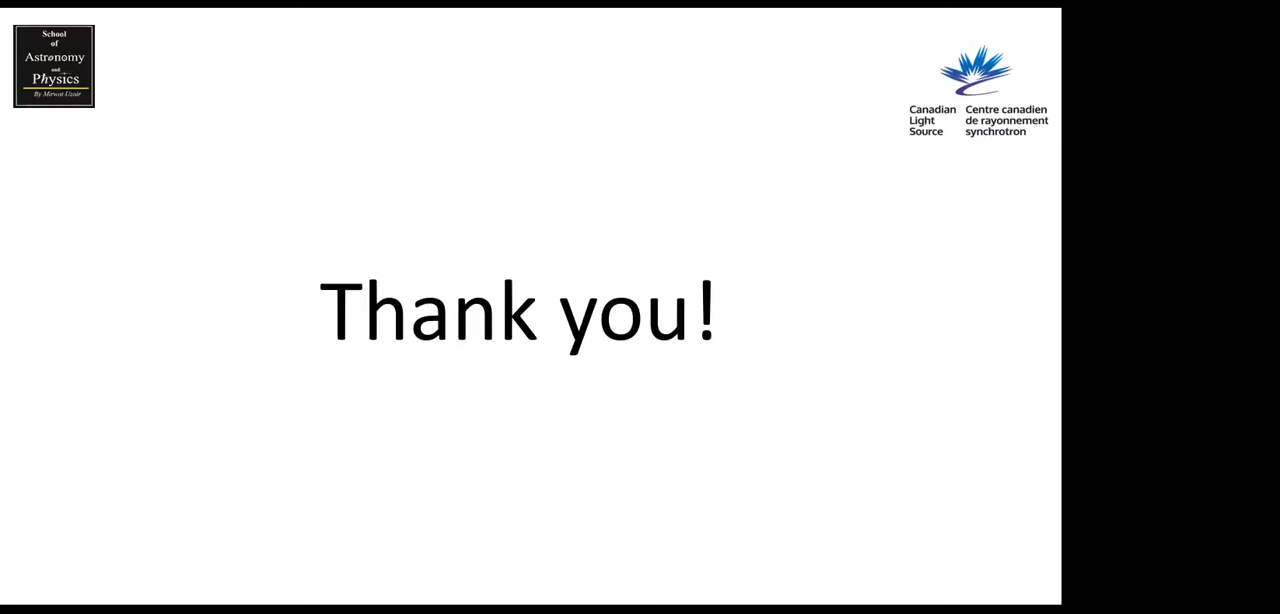 School
of
Astronomy
and
Physics
By Mirwat Uzair
Canadian
Light
Source
Centre canadien
de rayonnement
synchrotron
Thank you!